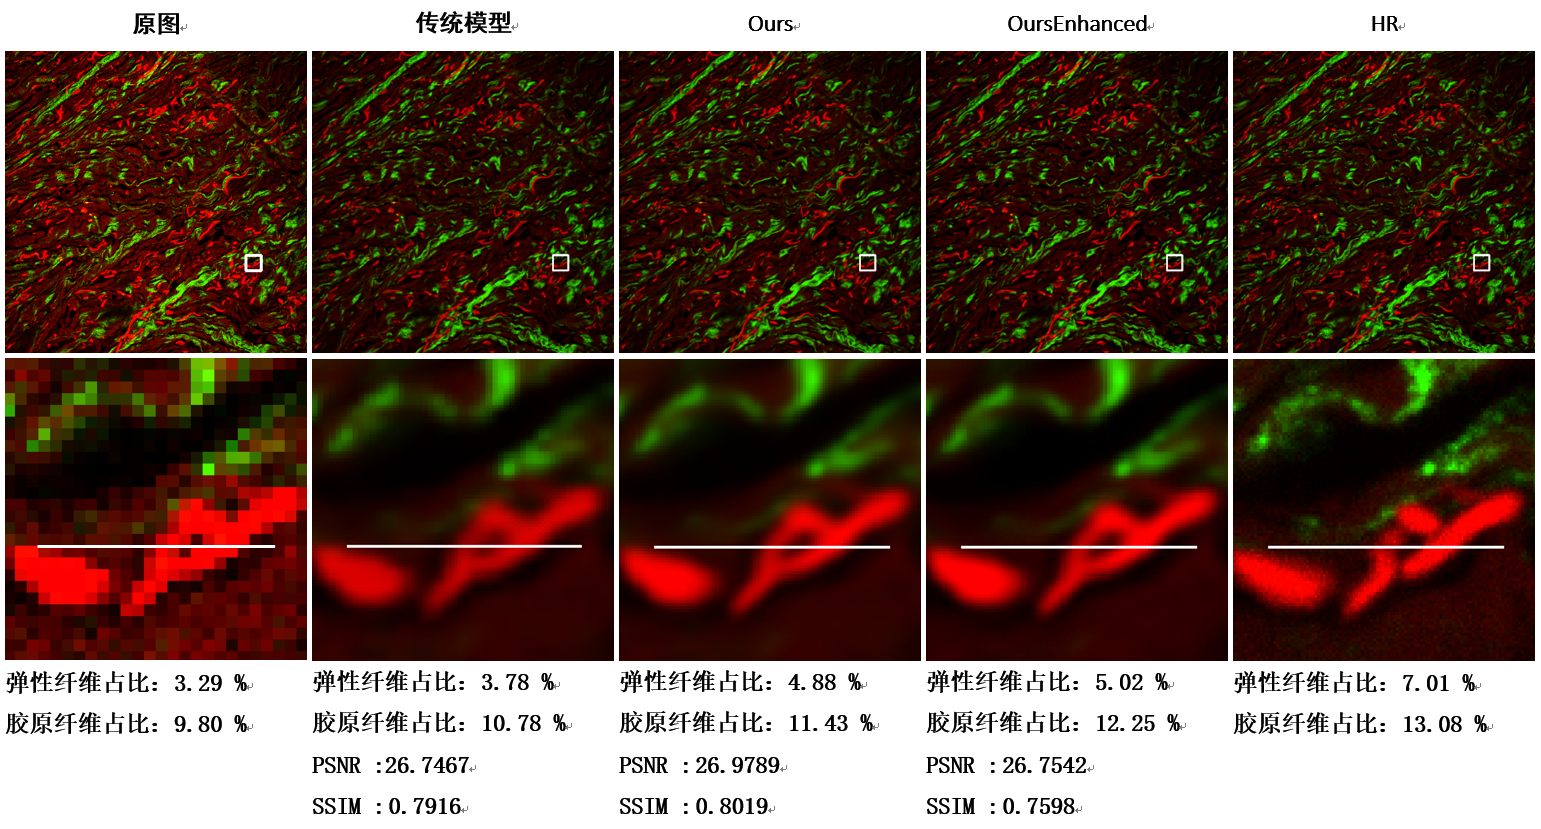 原图 传统模型 Ours OursEnhanced HR
弹性纤维占比：3.29 % 弹性纤维占比：3.78 % 弹性纤维占比：4.88 % 弹性纤维占比：5.02 % 弹性纤维占比：7.01 %
胶原纤维占比：9.80 % 胶原纤维占比：10.78 % 胶原纤维占比：11.43 % 胶原纤维占比：12.25 % 胶原纤维占比：13.08 %
PSNR :26.7467 PSNR :26.9789 PSNR :26.7542
SSIM :0.7916 SSIM :0.8019 SSIM :0.7598